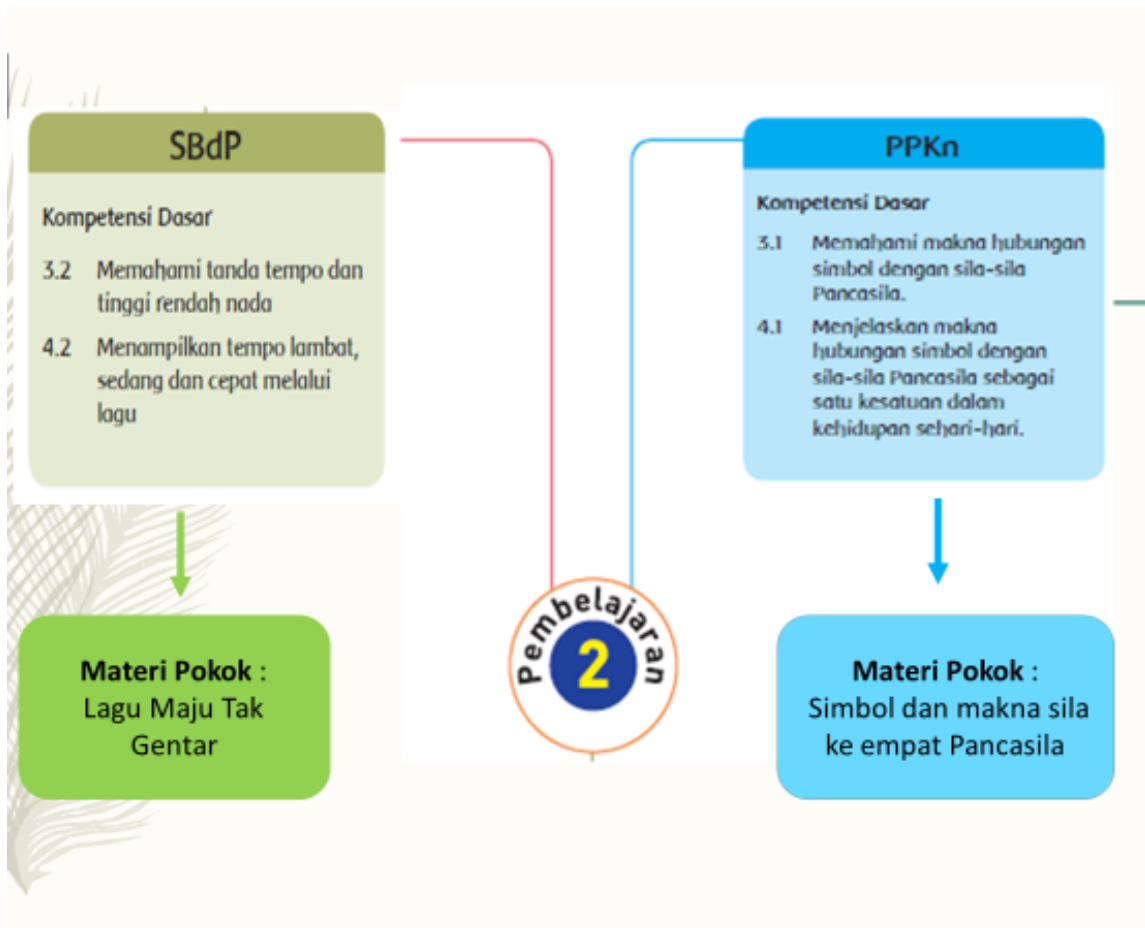 SBdP
Kompetensi Dasar
3.2 Memahami tanda tempo dan
tinggi rendah nada
4.2 Menampilkan tempo lambat,
sedang dan cepat melalui
lagu
PPKn
Kompetensi Dasar
3.1 Memahami makna hubungan
simbol dengan sila-sila
Pancasila.
4.1 Menjelaskan makna
hubungan simbol dengan
sila-sila Pancasila sebagai
satu kesatuan dalam
kehidupan sehari-hari.
Pembelajaran
2
Materi Pokok :
Lagu Maju Tak
Gentar
Materi Pokok :
Simbol dan makna sila
ke empat Pancasila